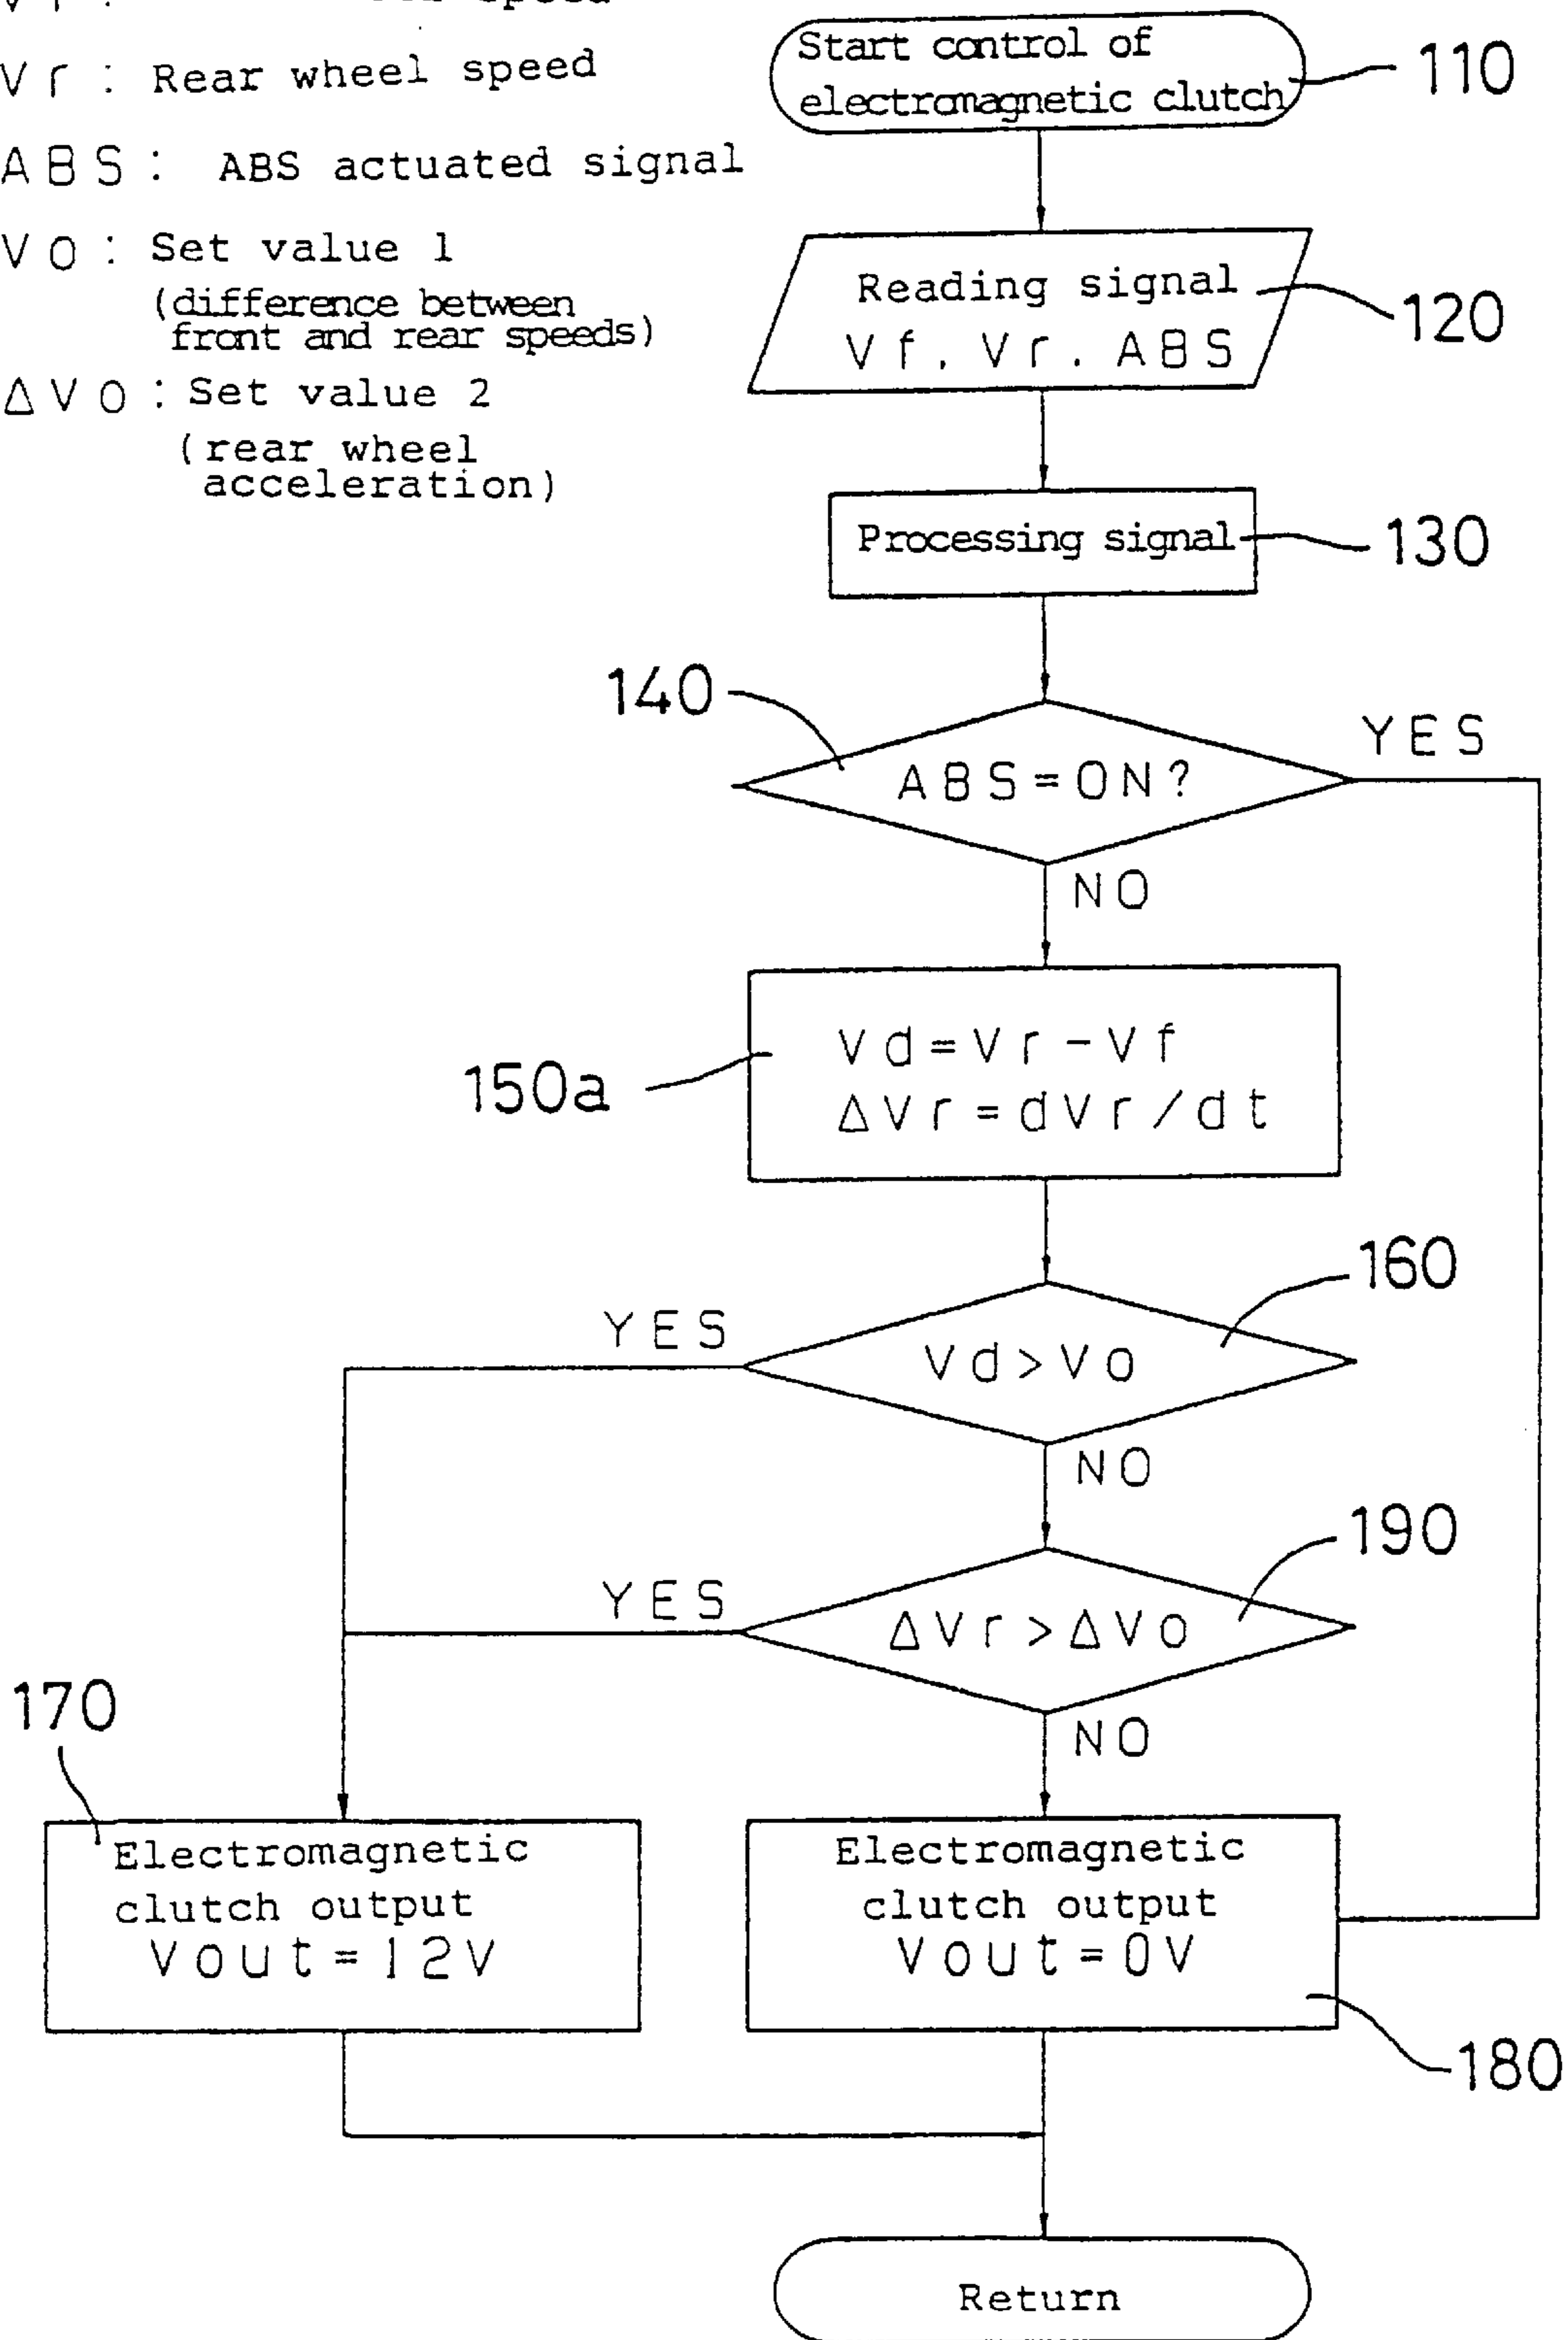 speed
Vr : Rear wheel speed
ABS : ABS actuated signal
Vo : Set value 1
(difference between
front and rear speeds)
ΔVo : Set value 2
(rear wheel
acceleration)
Start control of
electromagnetic clutch
110
Reading signal
Vf, Vr. ABS
120
Processing signal
130
140
ABS=ON?
YES
NO
150a
Vd=Vr-Vf
ΔVr=dVr/dt
160
YES
Vd>Vo
NO
190
YES
ΔVr>ΔVo
NO
170
Electromagnetic
clutch output
Vout=12V
Electromagnetic
clutch output
Vout=0V
180
Return